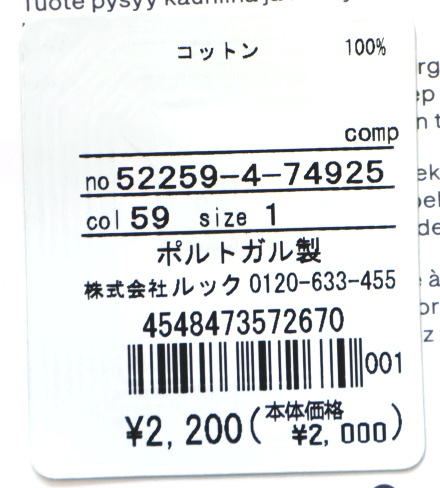 Tuote pysyy
コットン 100%
comp
no 52259-4-74925
col 59 size 1
ポルトガル製
株式会社ルック 0120-633-455
4548473572670
001
¥2,200(本体価格 ¥2,000)